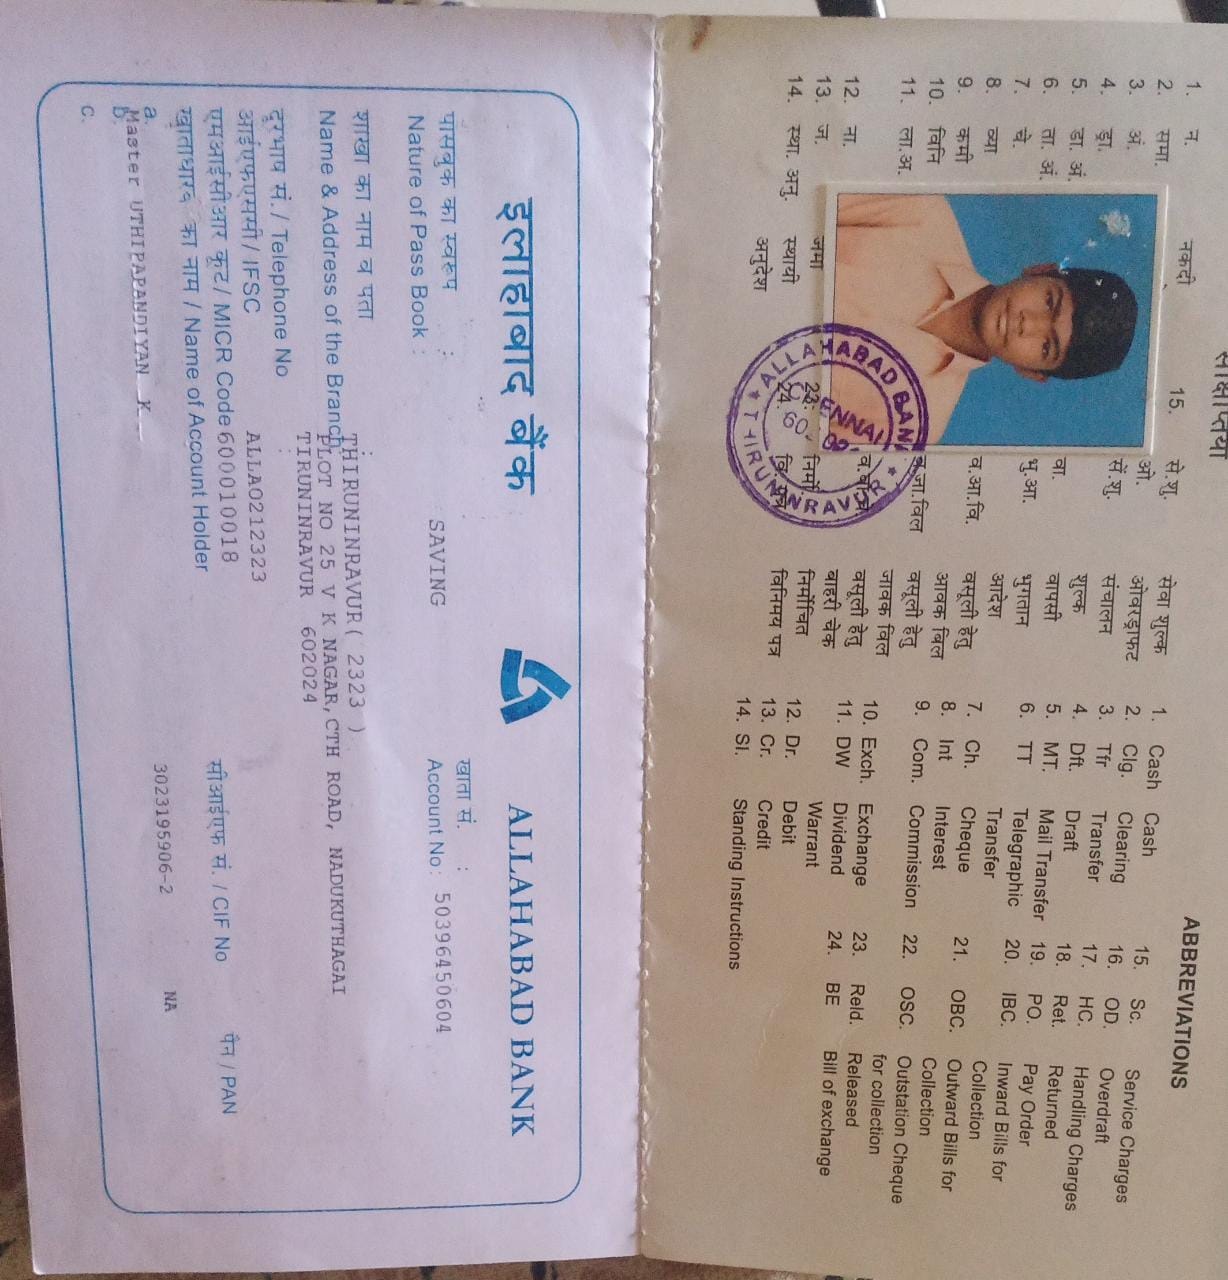 साक्षिप्तियाँ
ABBREVIATIONS
1. न. नकदी
2. समा.
3. अं.
4. ड्रा.
5. डा. अं.
6. ता. अं.
7. चे.
8. व्या
9. कमी
10. विनि
11. ला.अ.
12. ना.
13. ज. जमा
14. स्था. अनु. स्थायी अनुदेश
15. से.शु. सेवा शुल्क
ओ. ओवरड्राफट
सं.शु. संचालन शुल्क
वा. वापसी
भु.आ. भुगतान आदेश
व.आ.वि. वसूली हेतु आवक बिल
व.जा.विल वसूली हेतु जावक विल
वसूली हेतु बाहरी चेक
23. निर्मो निर्मोचित
24. वि.पत्र विनिमय पत्र
1. Cash Cash
2. Clg. Clearing
3. Tfr Transfer
4. Dft. Draft
5. MT. Mail Transfer
6. TT Telegraphic Transfer
7. Ch. Cheque
8. Int Interest
9. Com. Commission
10. Exch. Exchange
11. DW Dividend Warrant
12. Dr. Debit
13. Cr. Credit
14. SI. Standing Instructions
15. Sc. Service Charges
16. OD. Overdraft
17. HC. Handling Charges
18. Ret. Returned
19. PO. Pay Order
20. IBC. Inward Bills for Collection
21. OBC. Outward Bills for Collection
22. OSC. Outstation Cheque for collection
23. Reld. Released
24. BE Bill of exchange
ALLAHABAD BANK
* THIRUNINRAVUR *
CHENNAI
इलाहाबाद बैंक ALLAHABAD BANK
पासबुक का स्वरूप : खाता सं. :
Nature of Pass Book : SAVING Account No : 50396450604
शाखा का नाम व पता : THIRUNINRAVUR( 2323 )
Name & Address of the Branch PLOT NO 25 V K NAGAR,CTH ROAD, NADUKUTHAGAI
TIRUNINRAVUR 602024
दूरभाष सं./ Telephone No :
आईएफएससी / IFSC ALLA0212323
एमआईसीआर कूट / MICR Code 600010018
खाताधारक का नाम / Name of Account Holder सीआईएफ सं. / CIF No पैन / PAN
a. 3023195906-2 NA
b. Master UTHIPAPANDIYAN K
c.